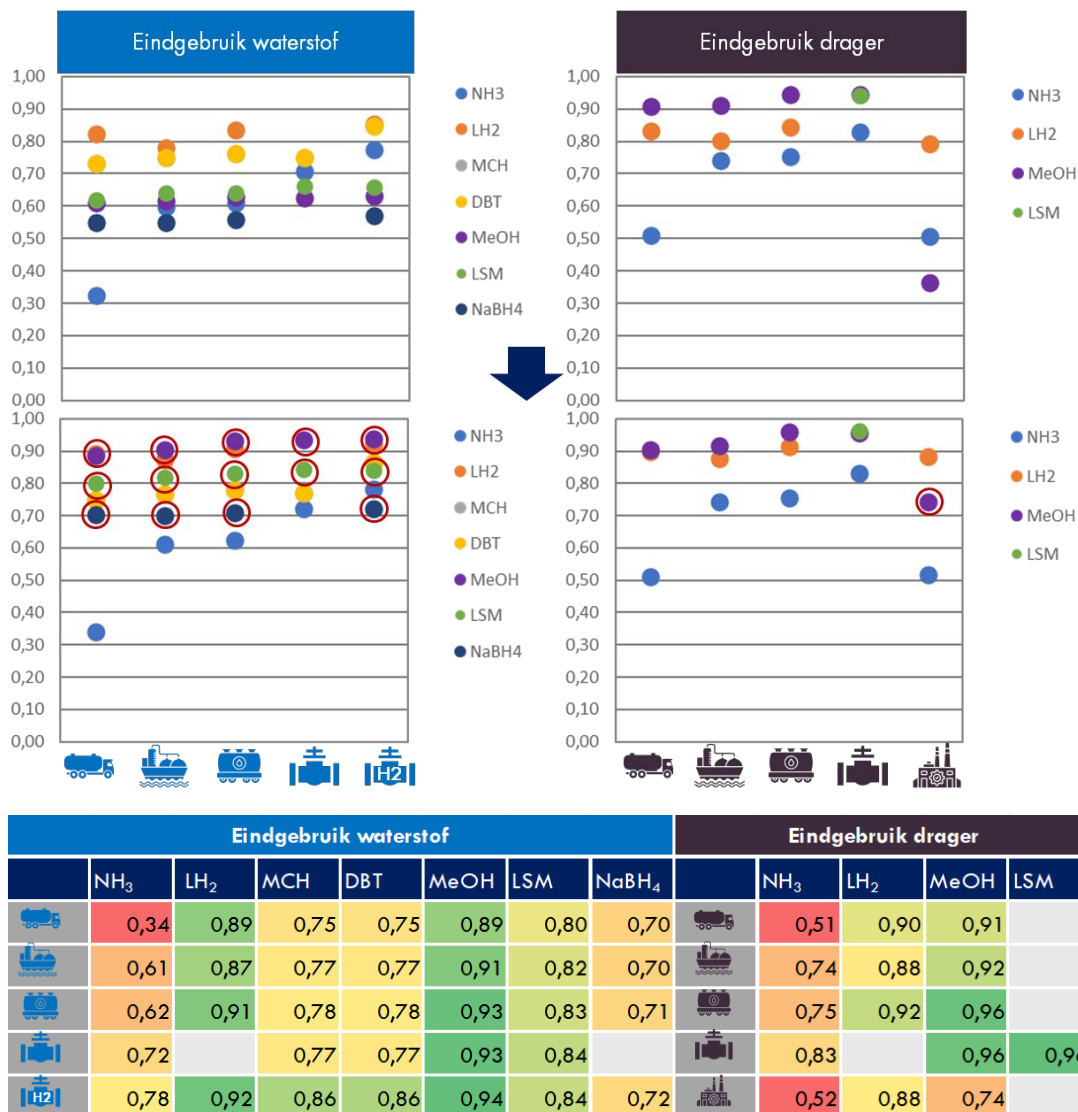 Eindgebruik waterstof
Eindgebruik drager
1,00
0,90
0,80
0,70
0,60
0,50
0,40
0,30
0,20
0,10
0,00
NH3
LH2
MCH
DBT
MeOH
LSM
NaBH4
1,00
0,90
0,80
0,70
0,60
0,50
0,40
0,30
0,20
0,10
0,00
NH3
LH2
MeOH
LSM
1,00
0,90
0,80
0,70
0,60
0,50
0,40
0,30
0,20
0,10
0,00
NH3
LH2
MCH
DBT
MeOH
LSM
NaBH4
H2
1,00
0,90
0,80
0,70
0,60
0,50
0,40
0,30
0,20
0,10
0,00
NH3
LH2
MeOH
LSM
Eindgebruik waterstof Eindgebruik drager
NH₃ LH₂ MCH DBT MeOH LSM NaBH₄ NH₃ LH₂ MeOH LSM
0,34 0,89 0,75 0,75 0,89 0,80 0,70 0,51 0,90 0,91
0,61 0,87 0,77 0,77 0,91 0,82 0,70 0,74 0,88 0,92
0,62 0,91 0,78 0,78 0,93 0,83 0,71 0,75 0,92 0,96
0,72 0,77 0,77 0,93 0,84 0,83 0,96
H2 0,78 0,92 0,86 0,86 0,94 0,84 0,72 0,52 0,88 0,74